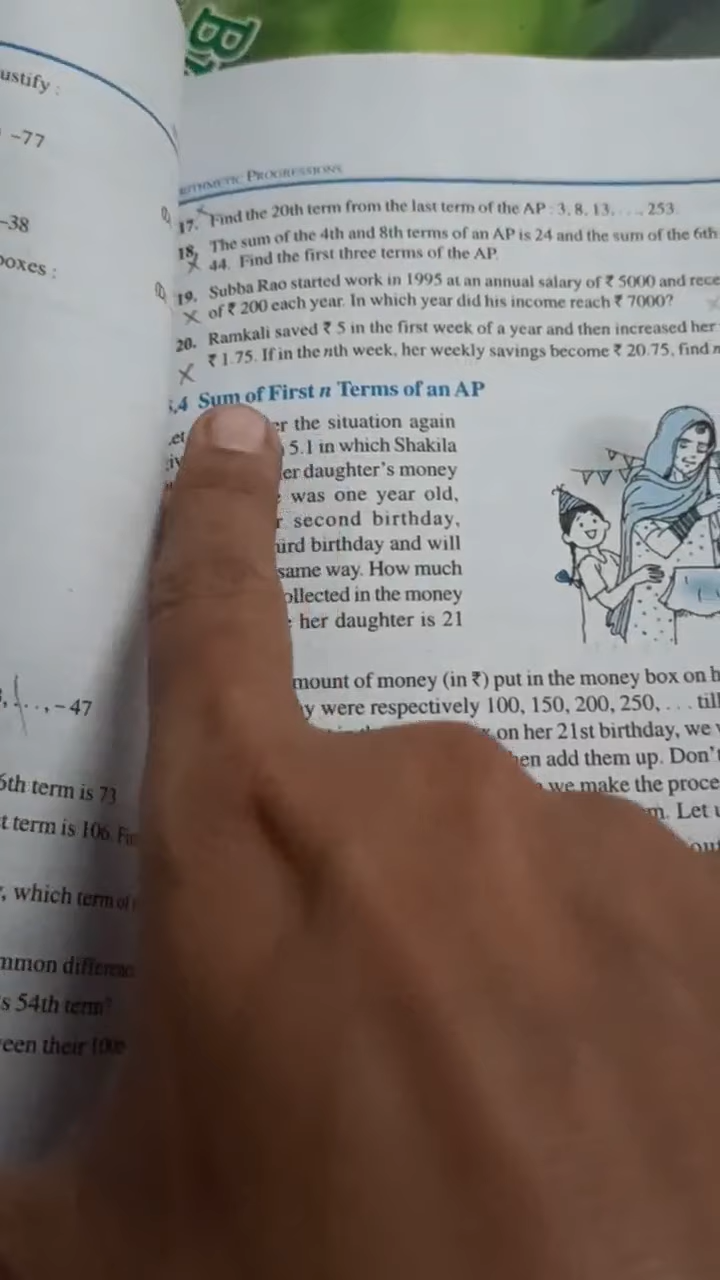 ustify :
-77
-38
boxes :
-47
5th term is 73
t term is 106. Fin
, which term of
mmon differenc
s 54th term?
een their 100
ARITHMETIC PROGRESSIONS
17. Find the 20th term from the last term of the AP : 3, 8, 13, . . ., 253.
18. The sum of the 4th and 8th terms of an AP is 24 and the sum of the 6th
44. Find the first three terms of the AP.
19. Subba Rao started work in 1995 at an annual salary of ₹ 5000 and rece
of ₹ 200 each year. In which year did his income reach ₹ 7000?
20. Ramkali saved ₹ 5 in the first week of a year and then increased her
₹ 1.75. If in the nth week, her weekly savings become ₹ 20.75, find n
5.4 Sum of First n Terms of an AP
er the situation again
5.1 in which Shakila
er daughter's money
was one year old,
r second birthday,
ird birthday and will
same way. How much
ollected in the money
her daughter is 21
mount of money (in ₹) put in the money box on h
y were respectively 100, 150, 200, 250, . . . till
on her 21st birthday, we
hen add them up. Don't
we make the proce
m. Let u